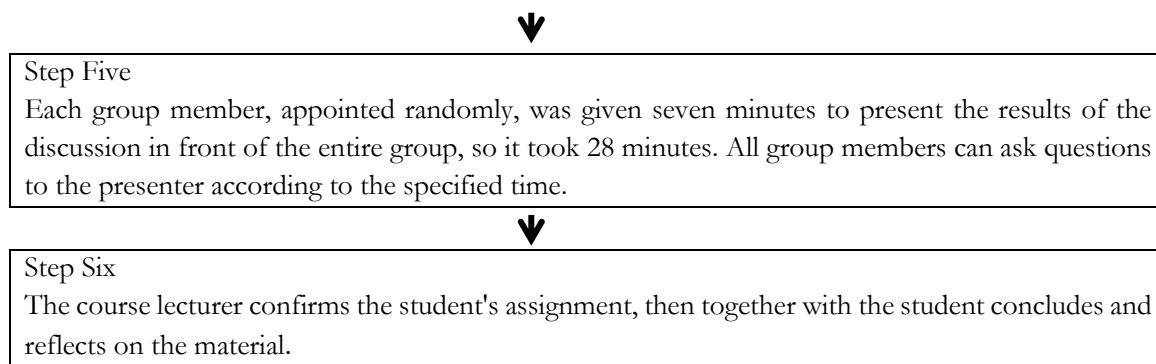 Step Five
Each group member, appointed randomly, was given seven minutes to present the results of the
discussion in front of the entire group, so it took 28 minutes. All group members can ask questions
to the presenter according to the specified time.
Step Six
The course lecturer confirms the student's assignment, then together with the student concludes and
reflects on the material.